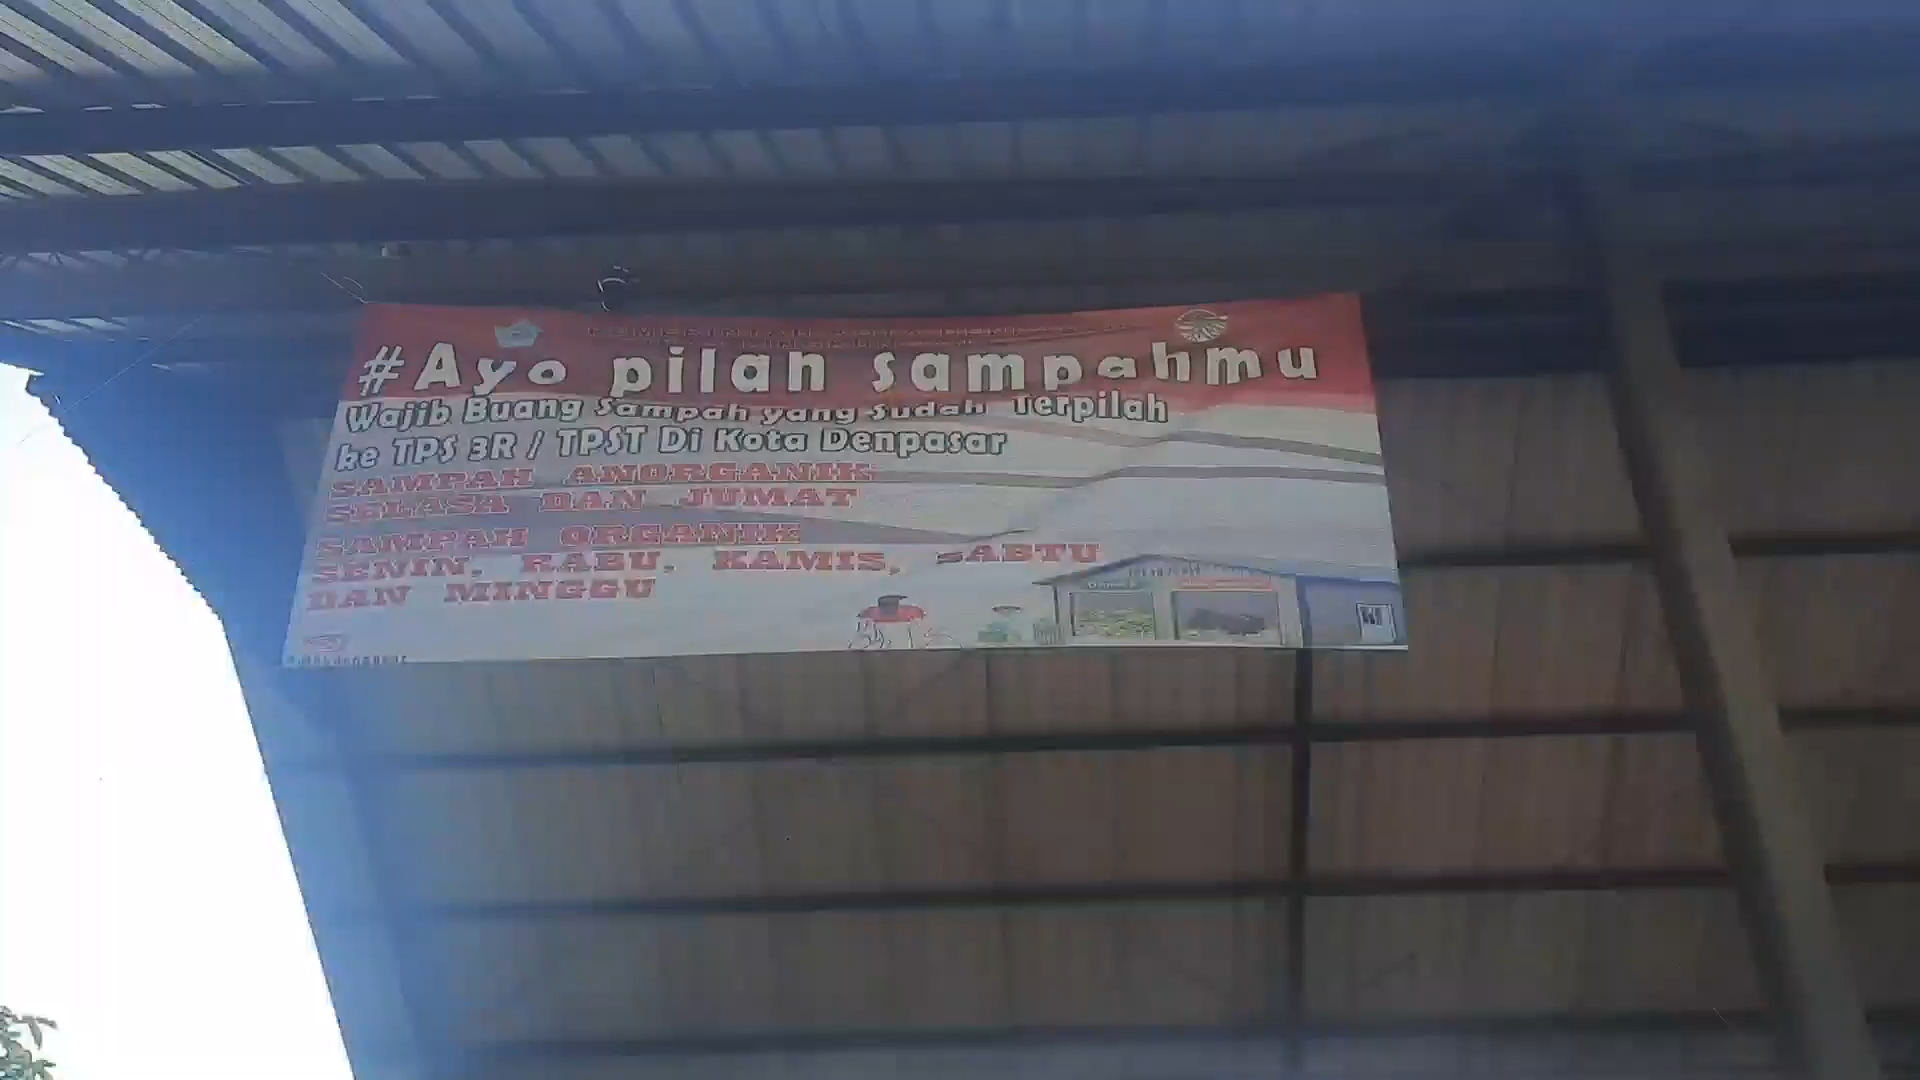 #Ayo pilah sampahmu
Wajib Buang Sampah yang Sudah Terpilah
ke TPS 3R / TPST Di Kota Denpasar
SAMPAH ANORGANIK
SELASA DAN JUMAT
SAMPAH ORGANIK
SENIN, RABU, KAMIS, SABTU
DAN MINGGU